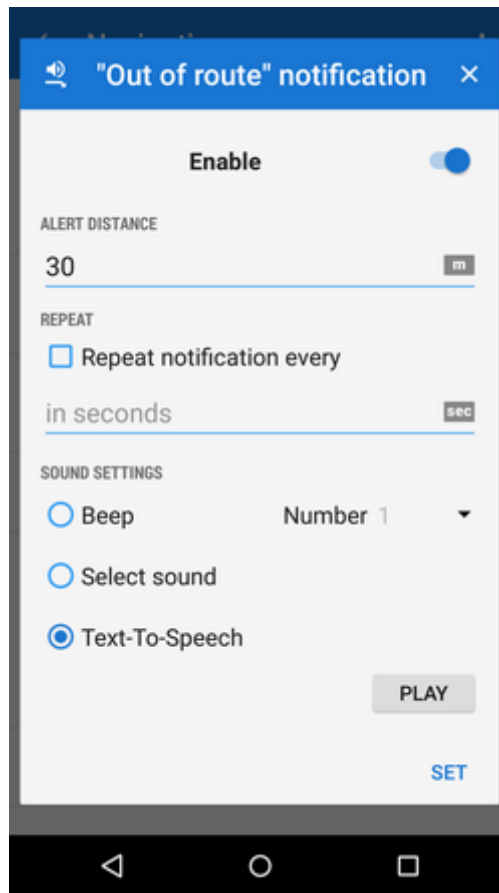 "Out of route" notification
Enable
ALERT DISTANCE
30 m
REPEAT
Repeat notification every
in seconds sec
SOUND SETTINGS
Beep Number 1
Select sound
Text-To-Speech
PLAY
SET